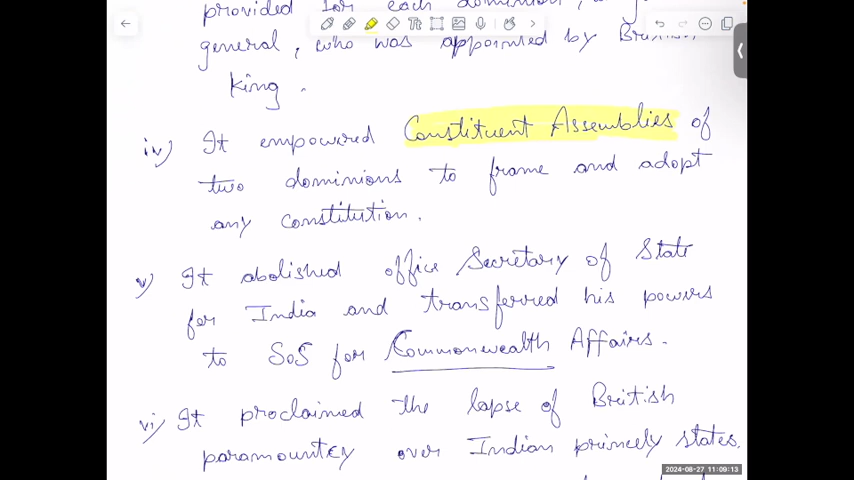 provided for each dominion, a g
general, who was appointed by British
King.
iv) It empowered Constituent Assemblies of
two dominions to frame and adopt
any constitution.
v) It abolished office Secretary of State
for India and transferred his powers
to SoS for Commonwealth Affairs.
vi) It proclaimed the lapse of British
paramountcy over Indian princely states.
2024-08-27 11:09:13